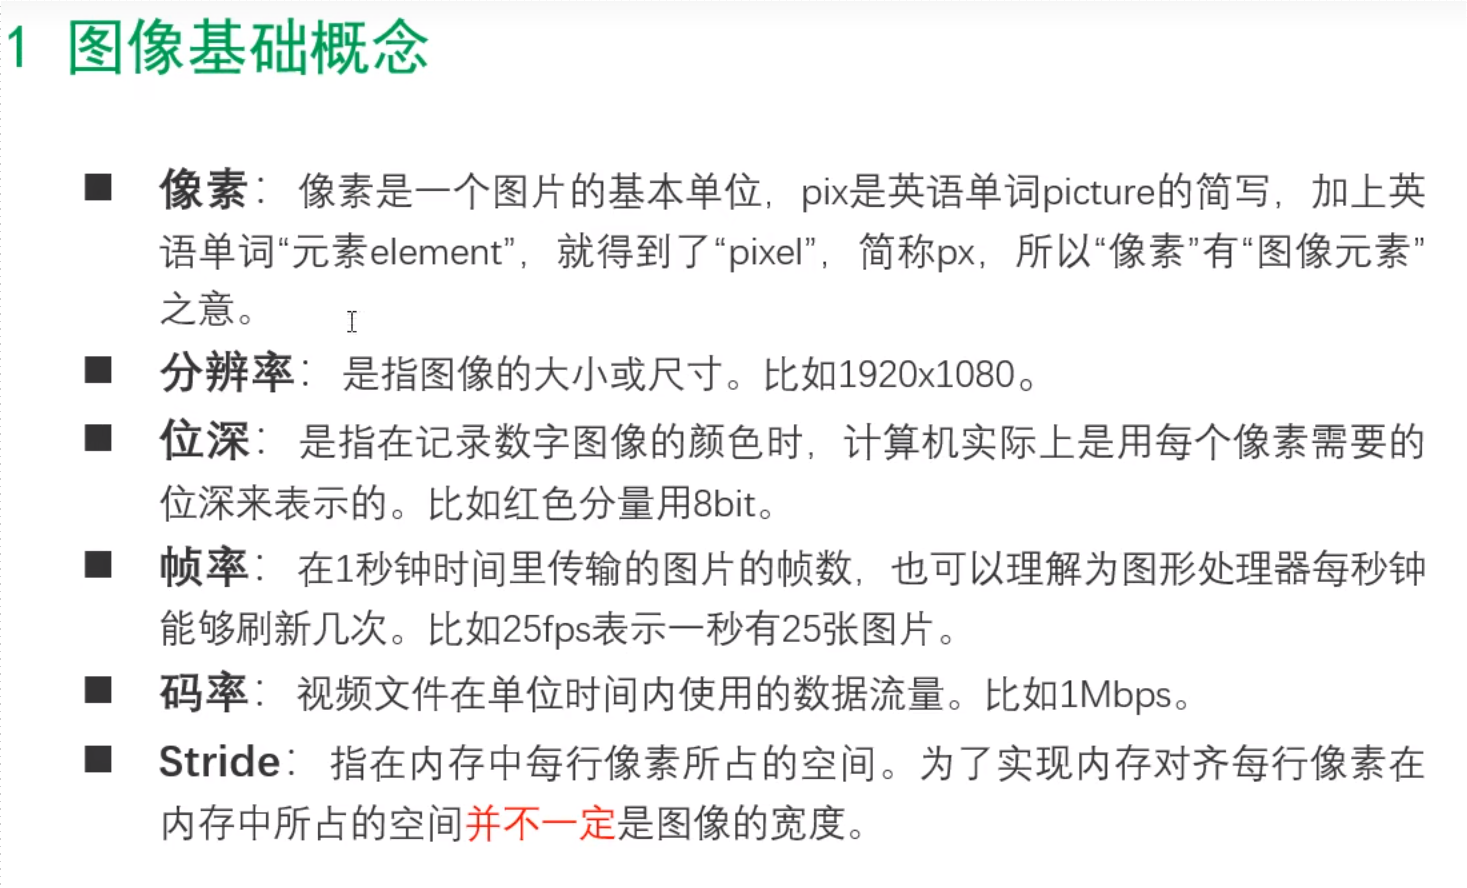 1 图像基础概念
■ 像素： 像素是一个图片的基本单位，pix是英语单词picture的简写，加上英
语单词“元素element”，就得到了“pixel”，简称px，所以“像素”有“图像元素”
之意。
■ 分辨率： 是指图像的大小或尺寸。比如1920x1080。
■ 位深： 是指在记录数字图像的颜色时，计算机实际上是用每个像素需要的
位深来表示的。比如红色分量用8bit。
■ 帧率： 在1秒钟时间里传输的图片的帧数，也可以理解为图形处理器每秒钟
能够刷新几次。比如25fps表示一秒有25张图片。
■ 码率： 视频文件在单位时间内使用的数据流量。比如1Mbps。
■ Stride： 指在内存中每行像素所占的空间。为了实现内存对齐每行像素在
内存中所占的空间并不一定是图像的宽度。